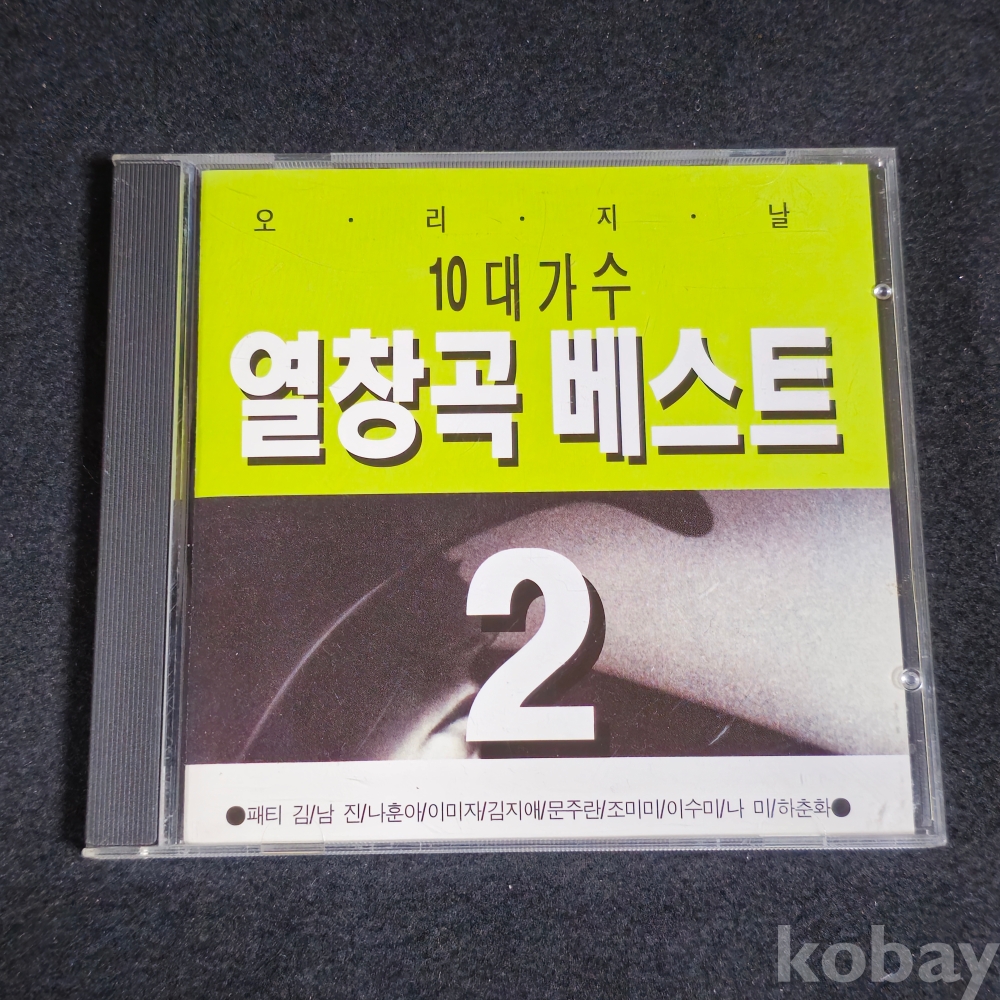 오·리·지·날
10대가수
열창곡 베스트
2
●패티 김/남 진/나훈아/이미자/김지애/문주란/조미미/이수미/나 미/하춘화●
kobay